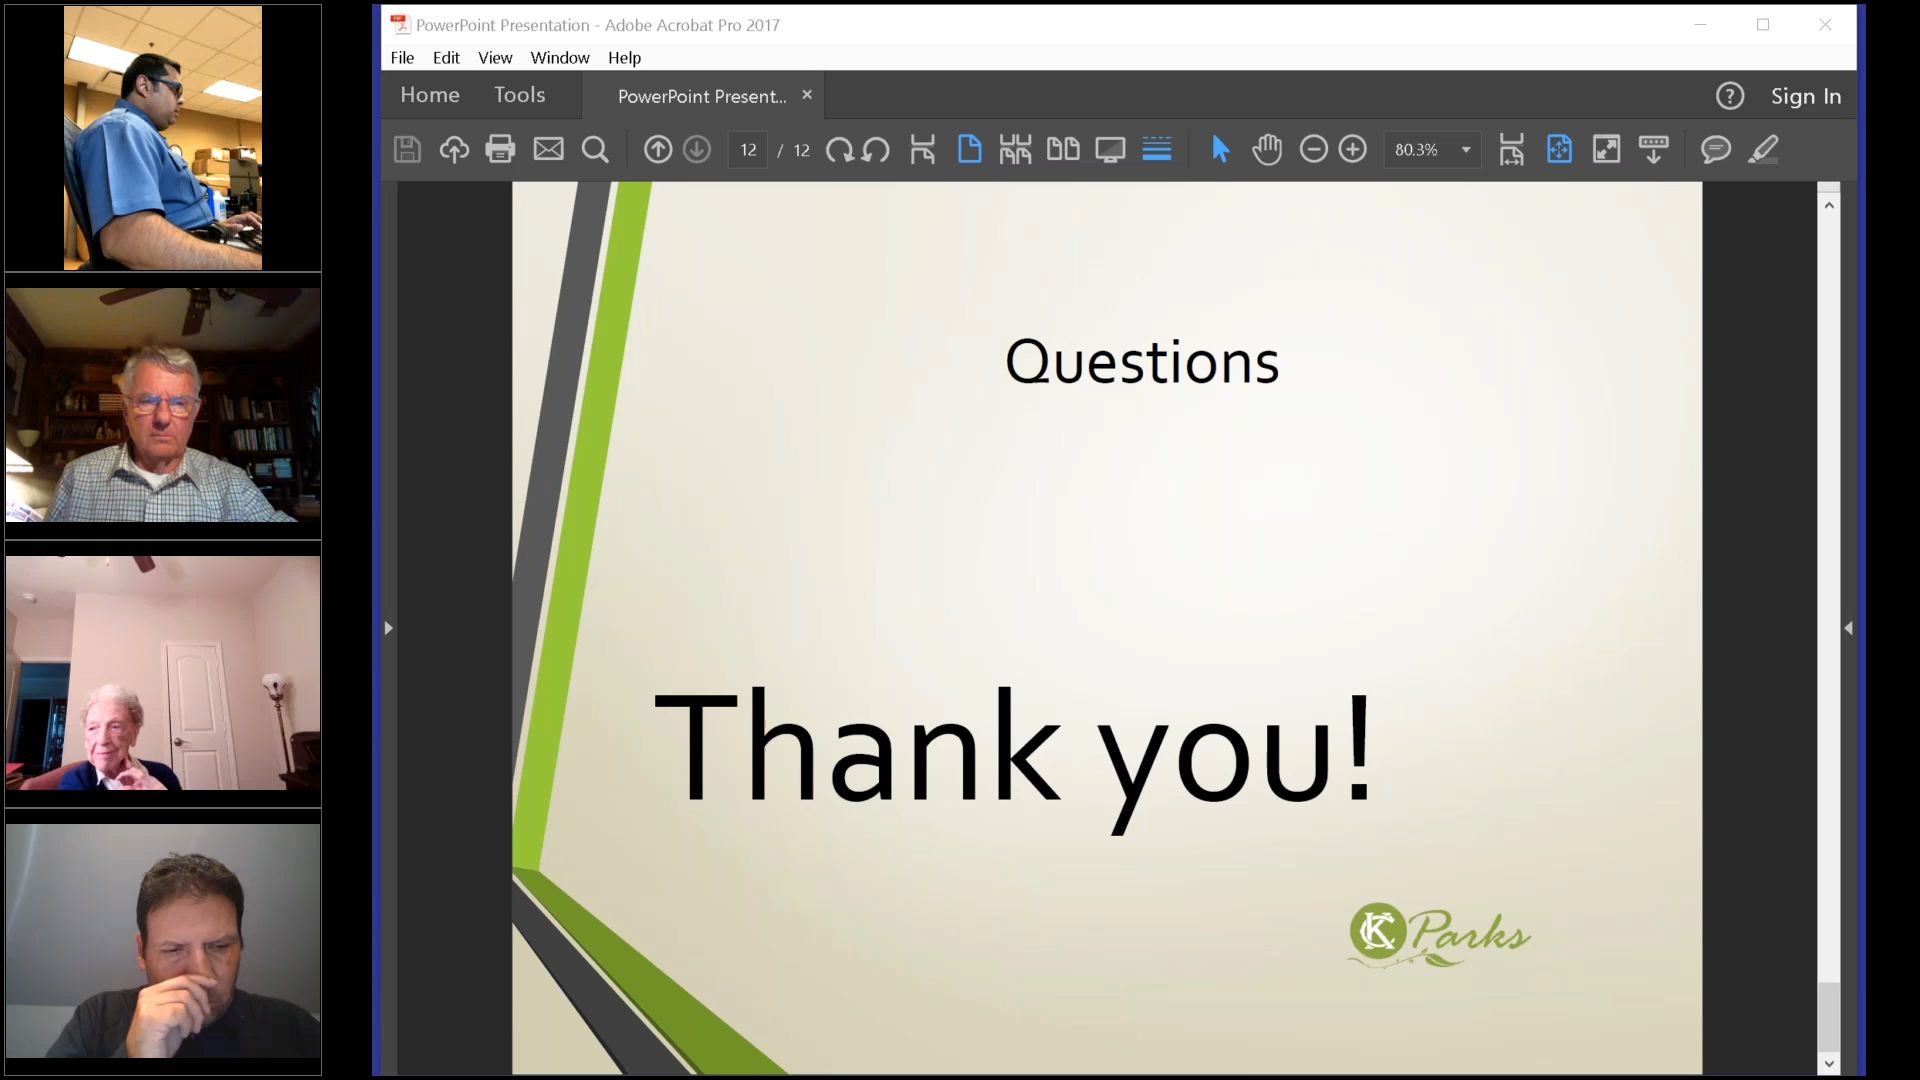 PowerPoint Presentation - Adobe Acrobat Pro 2017
File Edit View Window Help
Home Tools PowerPoint Present... × ? Sign In
12 / 12 80.3%
Questions
Thank you!
KC Parks